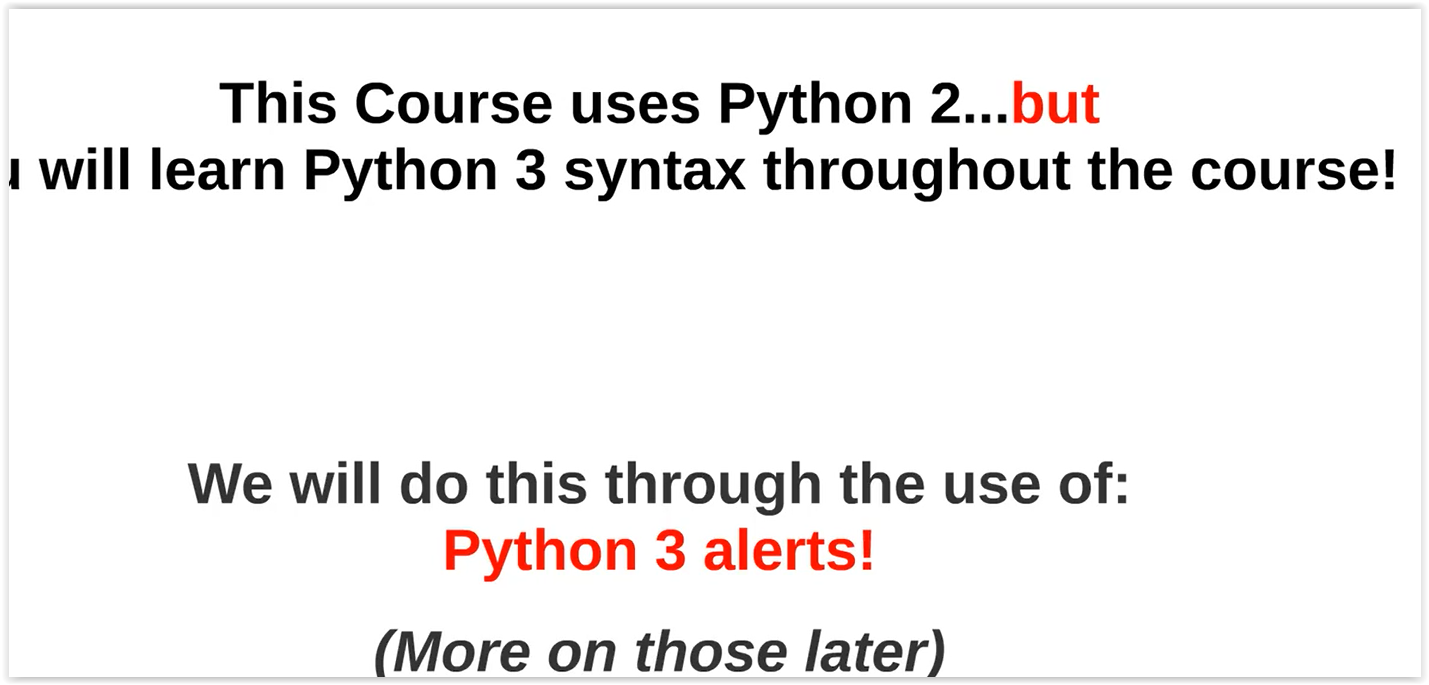 This Course uses Python 2...but
will learn Python 3 syntax throughout the course!
We will do this through the use of:
Python 3 alerts!
(More on those later)